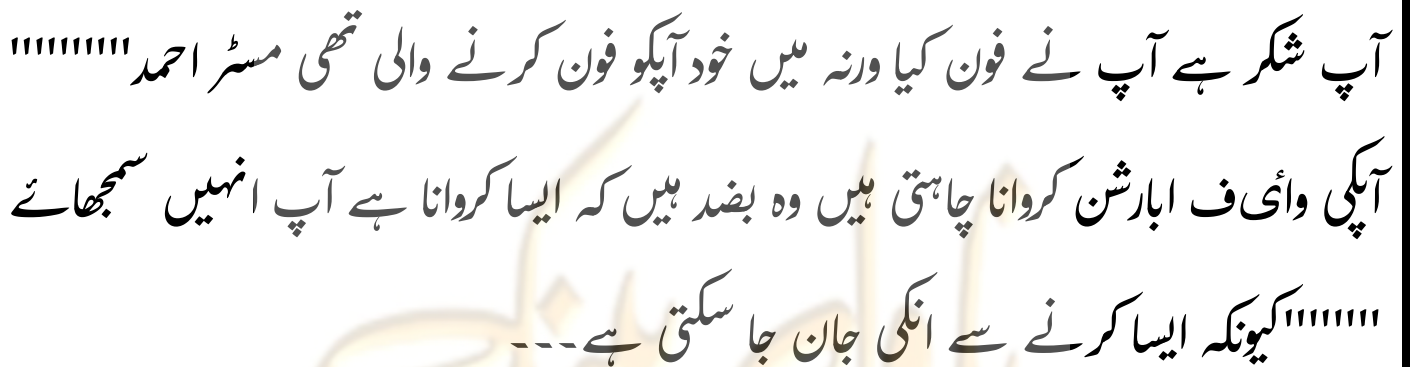 آپ شکر ہے آپ نے فون کیا ورنہ میں خود آپکو فون کرنے والی تھی مسٹر احمد""""""""""
آپکی وائ ف ابارشن کروانا چاہتی ہیں وہ بضد ہیں کہ ایسا کروانا ہے آپ انہیں سمجھائے
''''''''کیونکہ ایسا کرنے سے انکی جان جا سکتی ہے۔۔۔